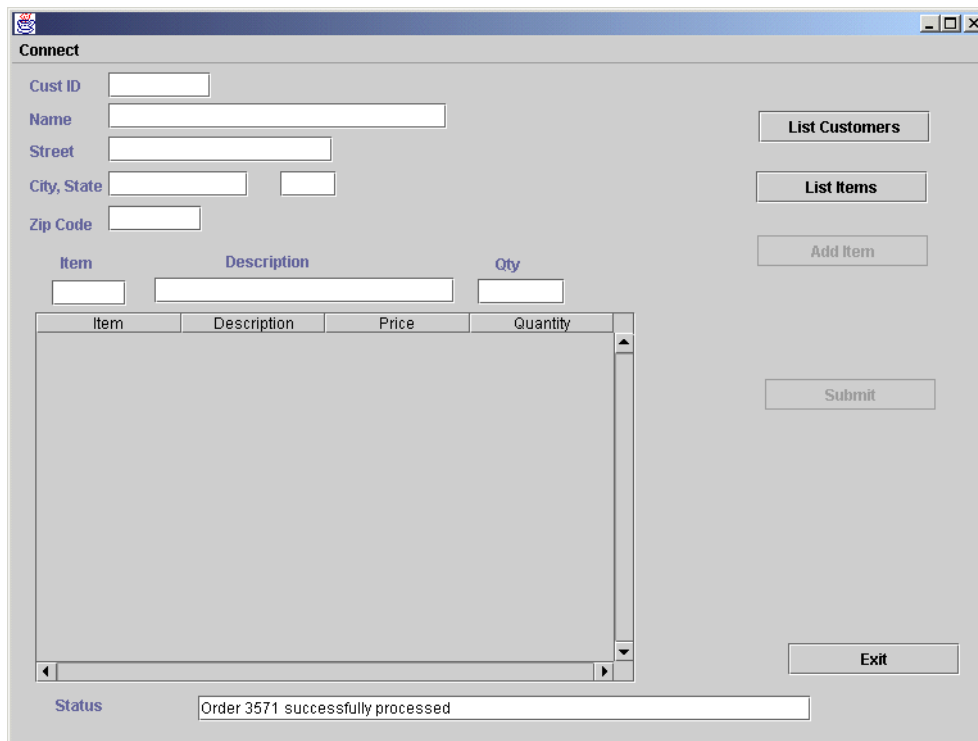 Connect
Cust ID
Name
List Customers
Street
City, State
List Items
Zip Code
Add Item
Item Description Qty
Item Description Price Quantity
Submit
Exit
Status Order 3571 successfully processed